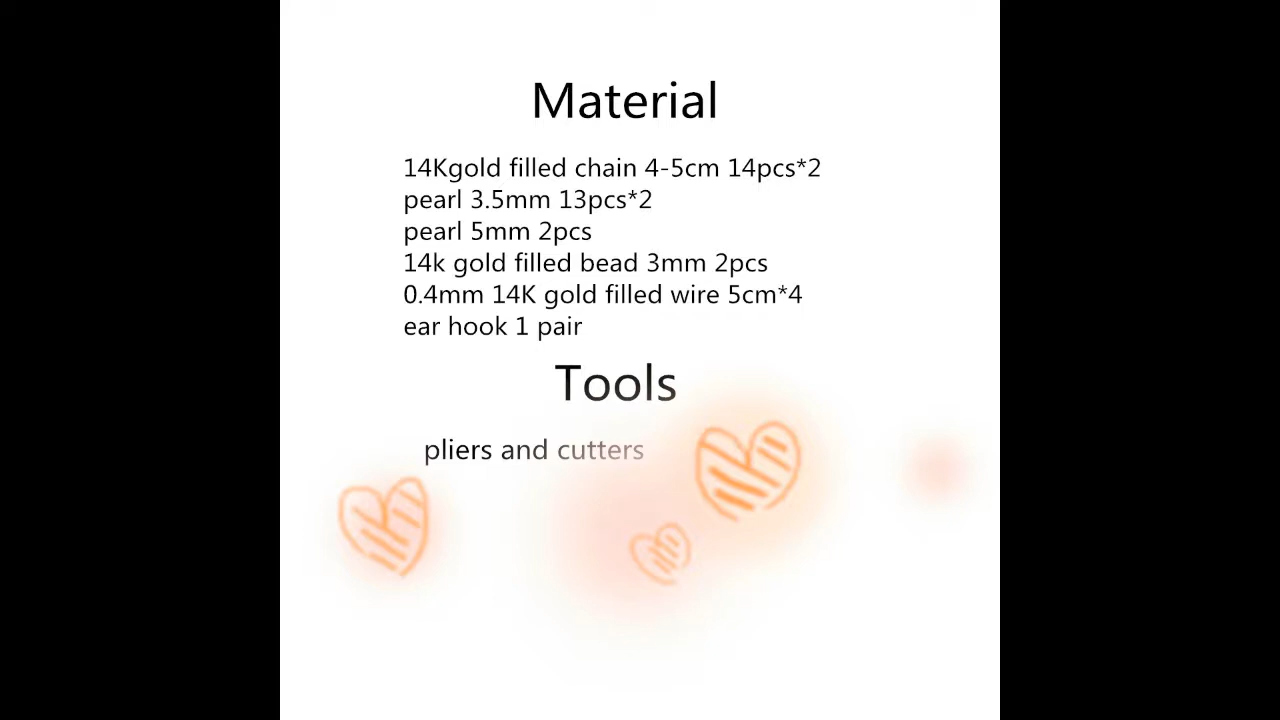 Material
14Kgold filled chain 4-5cm 14pcs*2
pearl 3.5mm 13pcs*2
pearl 5mm 2pcs
14k gold filled bead 3mm 2pcs
0.4mm 14K gold filled wire 5cm*4
ear hook 1 pair
Tools
pliers and cutters